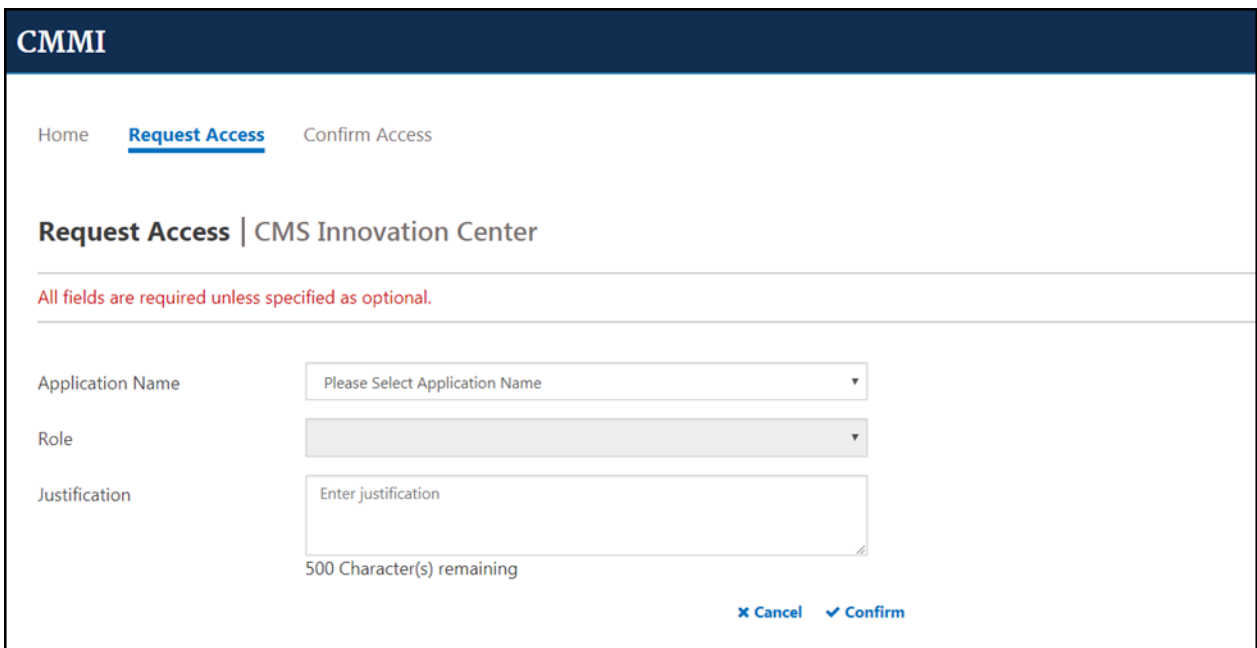 CMMI
Home Request Access Confirm Access
Request Access | CMS Innovation Center
All fields are required unless specified as optional.
Application Name Please Select Application Name
Role
Justification Enter justification
500 Character(s) remaining
Cancel Confirm